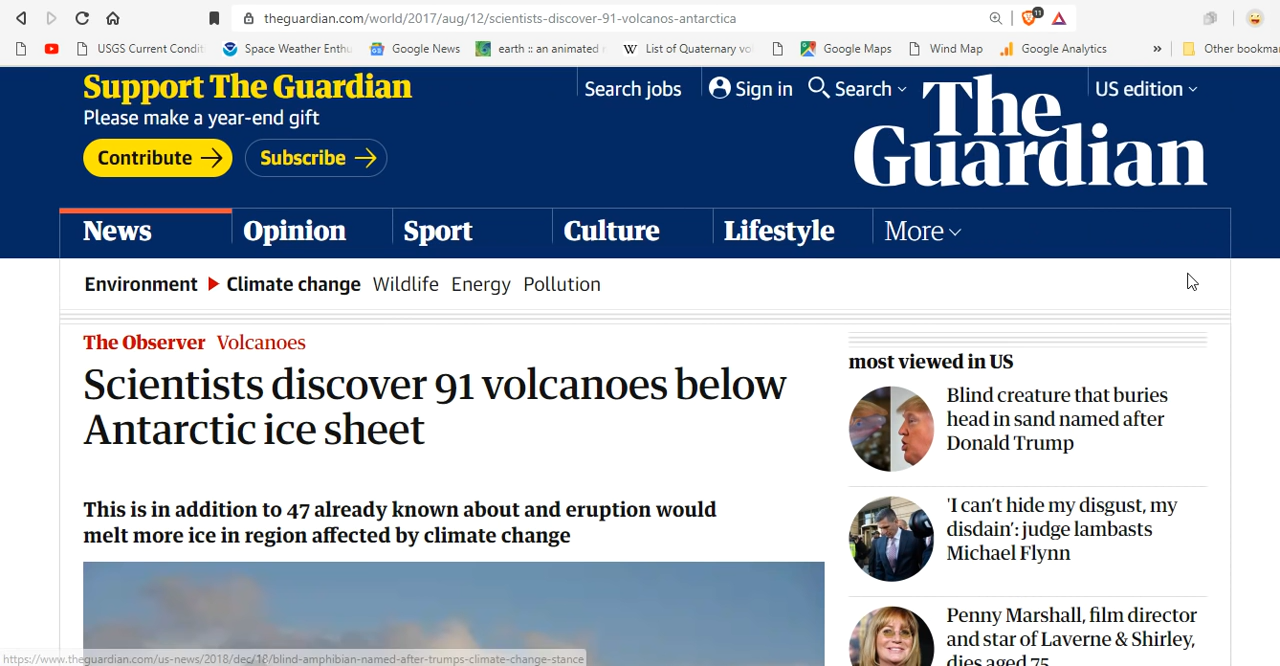 theguardian.com/world/2017/aug/12/scientists-discover-91-volcanos-antarctica
11
USGS Current Condit
Space Weather Enthu
Google News
earth :: an animated
List of Quaternary vo
Google Maps
Wind Map
Google Analytics
»
Other bookma
Support The Guardian
Please make a year-end gift
Contribute →
Subscribe →
Search jobs
Sign in
Search
US edition
The
Guardian
News
Opinion
Sport
Culture
Lifestyle
More
Environment
Climate change
Wildlife
Energy
Pollution
The Observer Volcanoes
Scientists discover 91 volcanoes below
Antarctic ice sheet
This is in addition to 47 already known about and eruption would
melt more ice in region affected by climate change
most viewed in US
Blind creature that buries
head in sand named after
Donald Trump
'I can't hide my disgust, my
disdain': judge lambasts
Michael Flynn
Penny Marshall, film director
and star of Laverne & Shirley,
dies aged 75
https://www.theguardian.com/us-news/2018/dec/18/blind-amphibian-named-after-trumps-climate-change-stance